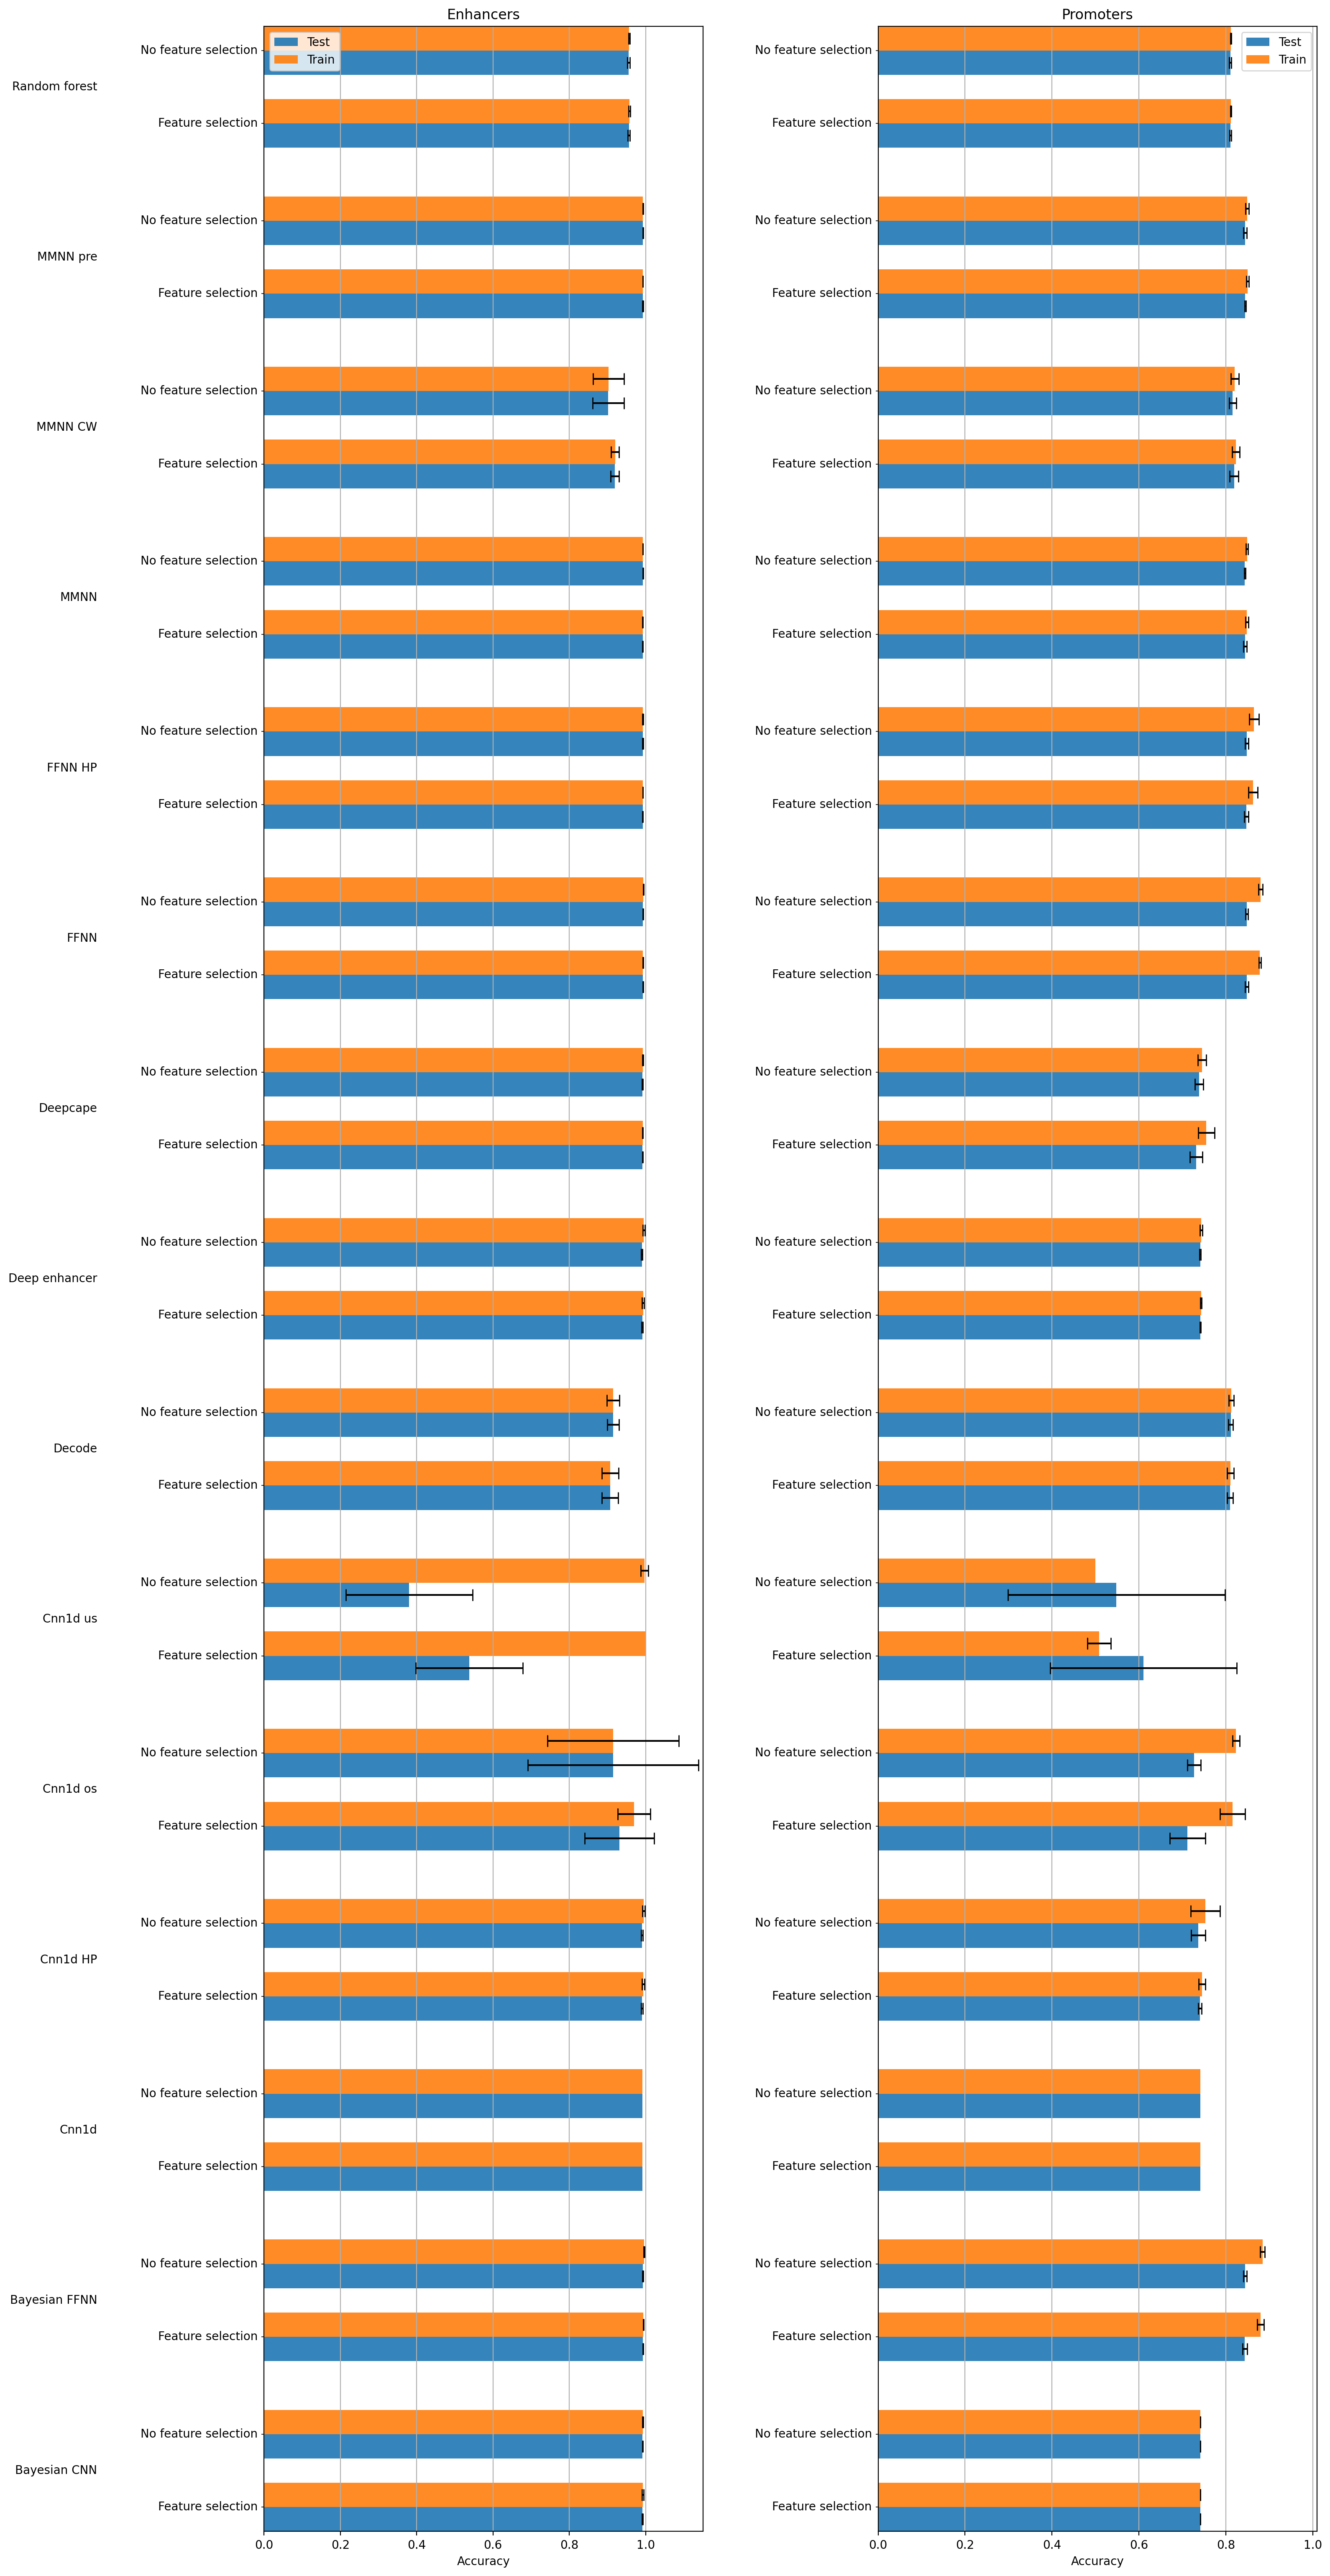 Enhancers
Promoters
Test
Train
Test
Train
No feature selection
No feature selection
Random forest
Feature selection
Feature selection
No feature selection
No feature selection
MMNN pre
Feature selection
Feature selection
No feature selection
No feature selection
MMNN CW
Feature selection
Feature selection
No feature selection
No feature selection
MMNN
Feature selection
Feature selection
No feature selection
No feature selection
FFNN HP
Feature selection
Feature selection
No feature selection
No feature selection
FFNN
Feature selection
Feature selection
No feature selection
No feature selection
Deepcape
Feature selection
Feature selection
No feature selection
No feature selection
Deep enhancer
Feature selection
Feature selection
No feature selection
No feature selection
Decode
Feature selection
Feature selection
No feature selection
No feature selection
Cnn1d us
Feature selection
Feature selection
No feature selection
No feature selection
Cnn1d os
Feature selection
Feature selection
No feature selection
No feature selection
Cnn1d HP
Feature selection
Feature selection
No feature selection
No feature selection
Cnn1d
Feature selection
Feature selection
No feature selection
No feature selection
Bayesian FFNN
Feature selection
Feature selection
No feature selection
No feature selection
Bayesian CNN
Feature selection
Feature selection
0.0 0.2 0.4 0.6 0.8 1.0
0.0 0.2 0.4 0.6 0.8 1.0
Accuracy
Accuracy